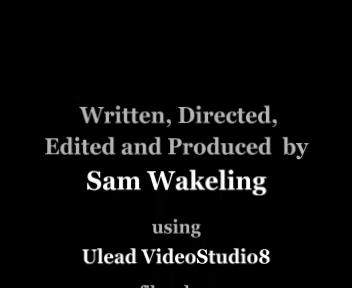 Written, Directed,
Edited and Produced by
Sam Wakeling
using
Ulead VideoStudio8